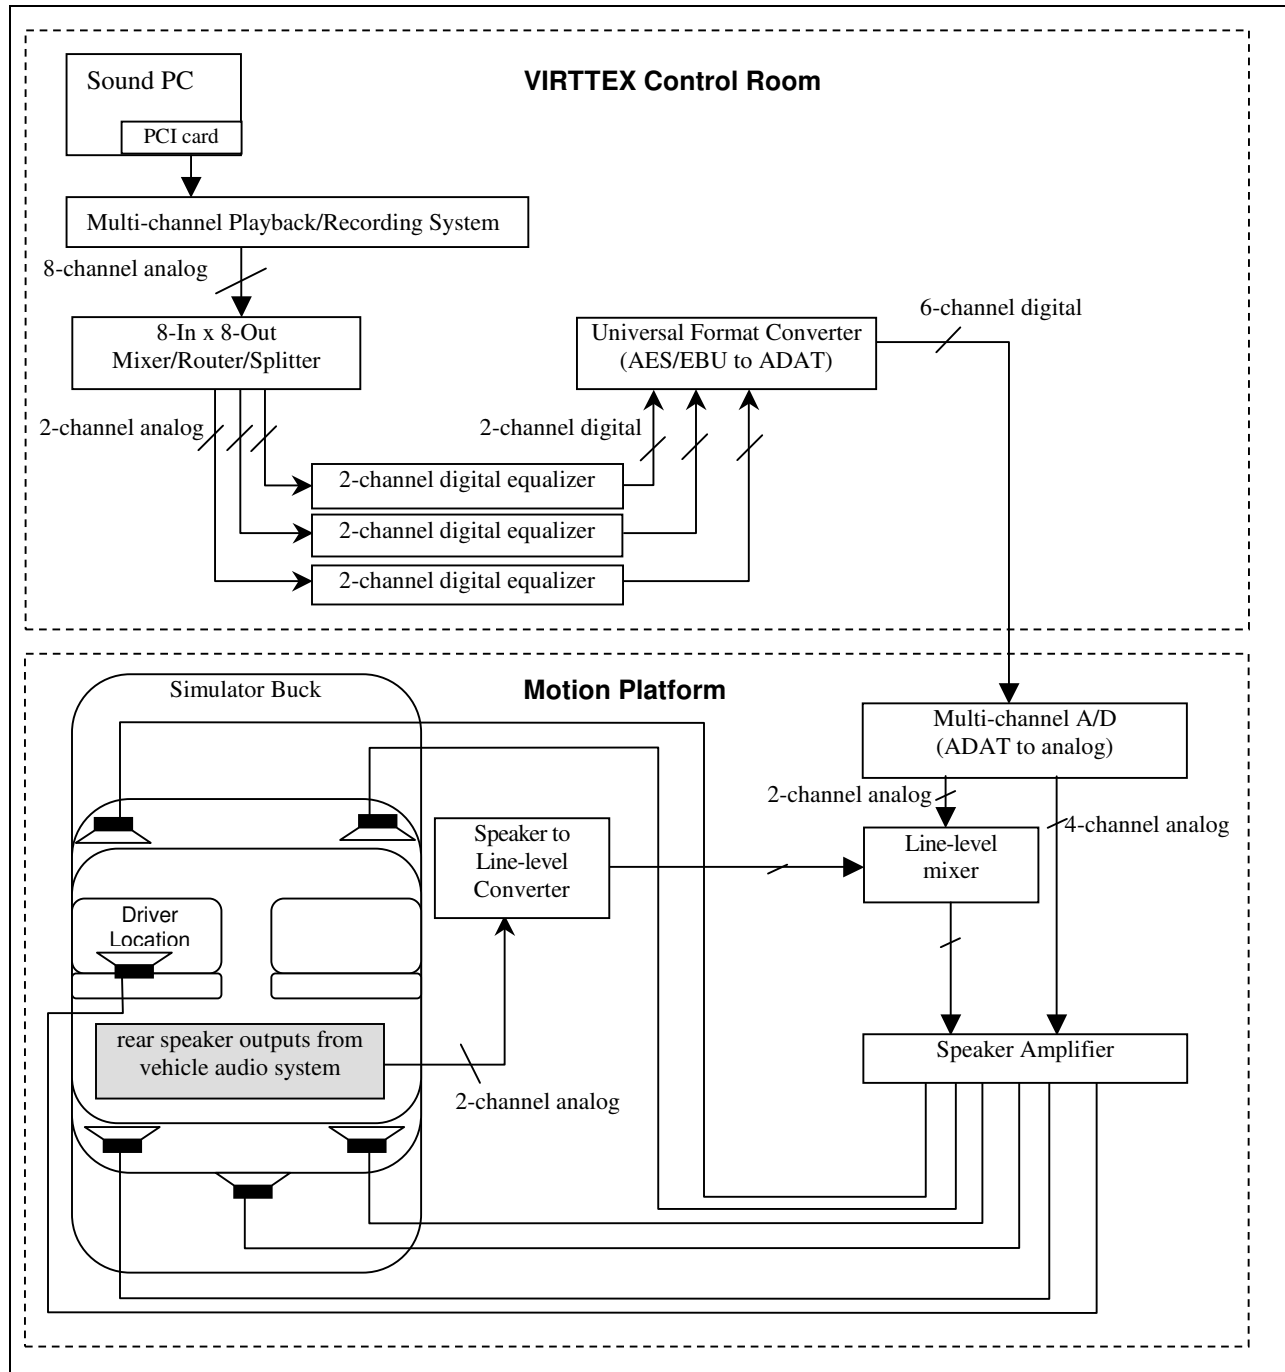 Sound PC
VIRTTEX Control Room
PCI card
Multi-channel Playback/Recording System
8-channel analog
6-channel digital
8-In x 8-Out
Mixer/Router/Splitter
Universal Format Converter
(AES/EBU to ADAT)
2-channel analog
2-channel digital
2-channel digital equalizer
2-channel digital equalizer
2-channel digital equalizer
Simulator Buck
Motion Platform
Multi-channel A/D
(ADAT to analog)
2-channel analog
4-channel analog
Speaker to
Line-level
Converter
Line-level
mixer
Driver
Location
rear speaker outputs from
vehicle audio system
2-channel analog
Speaker Amplifier